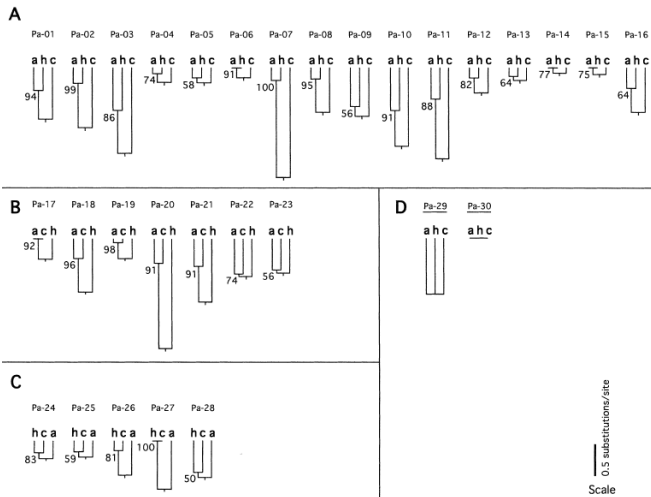 A
Pa-01 Pa-02 Pa-03 Pa-04 Pa-05 Pa-06 Pa-07 Pa-08 Pa-09 Pa-10 Pa-11 Pa-12 Pa-13 Pa-14 Pa-15 Pa-16
ahc ahc ahc ahc ahc ahc ahc ahc ahc ahc ahc ahc ahc ahc ahc ahc
94 99 86 74 58 91 100 95 56 91 88 82 64 77 75 64
B
Pa-17 Pa-18 Pa-19 Pa-20 Pa-21 Pa-22 Pa-23
ach ach ach ach ach ach ach
92 96 98 91 91 74 56
D
Pa-29 Pa-30
ahc ahc
C
Pa-24 Pa-25 Pa-26 Pa-27 Pa-28
hca hca hca hca hca
83 59 81 100 50
0.5 substitutions/site
Scale